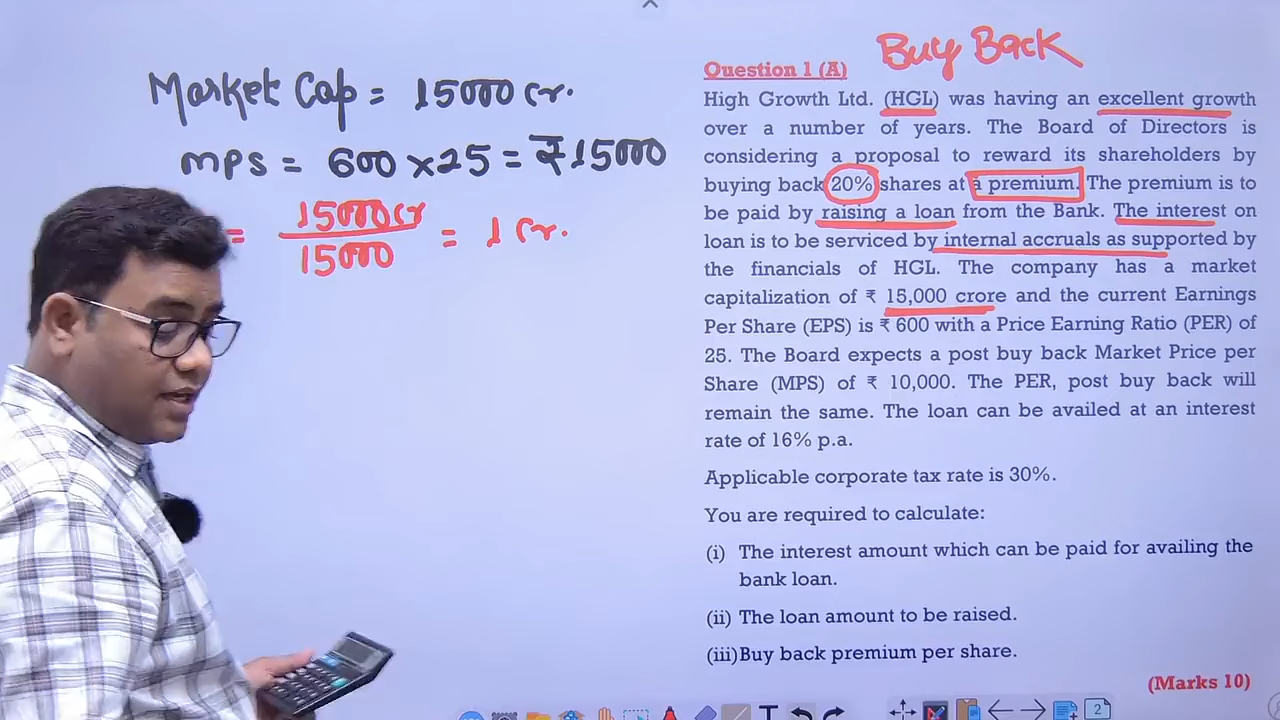 Market Cap = 15000 Cr.
MPS = 600 × 25 = ₹15000
= 15000 Cr
15000
= 1 Cr.
Buy Back
Question 1 (A)
High Growth Ltd. (HGL) was having an excellent growth
over a number of years. The Board of Directors is
considering a proposal to reward its shareholders by
buying back 20% shares at a premium. The premium is to
be paid by raising a loan from the Bank. The interest on
loan is to be serviced by internal accruals as supported by
the financials of HGL. The company has a market
capitalization of ₹ 15,000 crore and the current Earnings
Per Share (EPS) is ₹ 600 with a Price Earning Ratio (PER) of
25. The Board expects a post buy back Market Price per
Share (MPS) of ₹ 10,000. The PER, post buy back will
remain the same. The loan can be availed at an interest
rate of 16% p.a.
Applicable corporate tax rate is 30%.
You are required to calculate:
(i) The interest amount which can be paid for availing the
bank loan.
(ii) The loan amount to be raised.
(iii)Buy back premium per share.
(Marks 10)
2